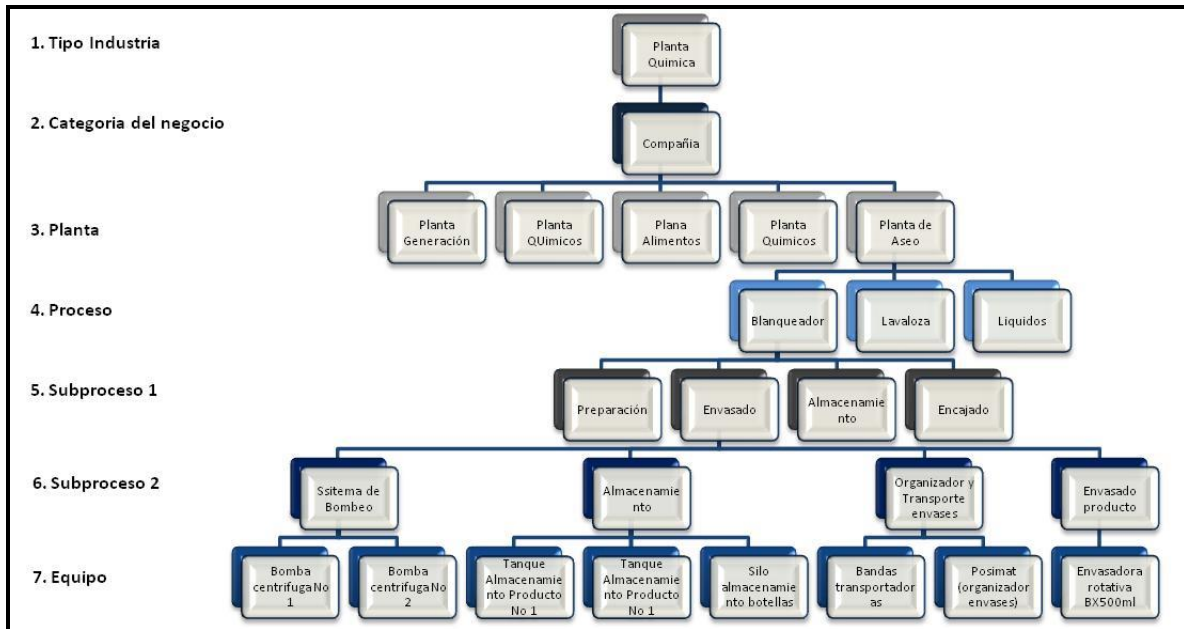 1. Tipo Industria
Planta
Quimica
2. Categoria del negocio
Compañia
3. Planta
Planta
Generación
Planta
QUimicos
Plana
Alimentos
Planta
Quimicos
Planta de
Aseo
4. Proceso
Blanqueador
Lavaloza
Liquidos
5. Subproceso 1
Preparación
Envasado
Almacenamie
nto
Encajado
6. Subproceso 2
Ssitema de
Bombeo
Almacenamie
nto
Organizador y
Transporte
envases
Envasado
producto
7. Equipo
Bomba
centrifugaNo
1
Bomba
centrifugaNo
2
Tanque
Almacenamie
nto Producto
No 1
Tanque
Almacenamie
nto Producto
No 1
Silo
almacenamie
nto botellas
Bandas
transportador
as
Posimat
(organizador
envases)
Envasadora
rotativa
BX500ml